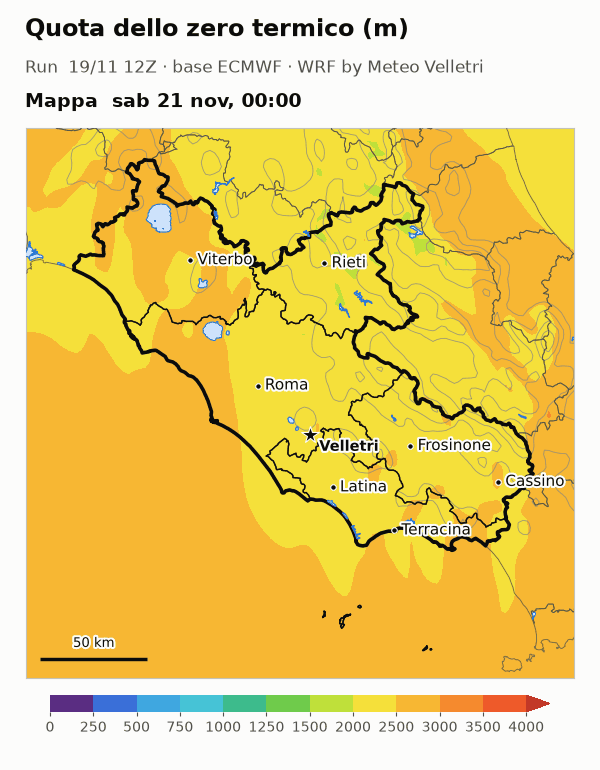 Quota dello zero termico (m)
Run  19/11 12Z · base ECMWF · WRF by Meteo Velletri
Mappa  sab 21 nov, 00:00
Viterbo
Rieti
Roma
Velletri
Frosinone
Latina
Cassino
Terracina
50 km
0 250 500 750 1000 1250 1500 2000 2500 3000 3500 4000